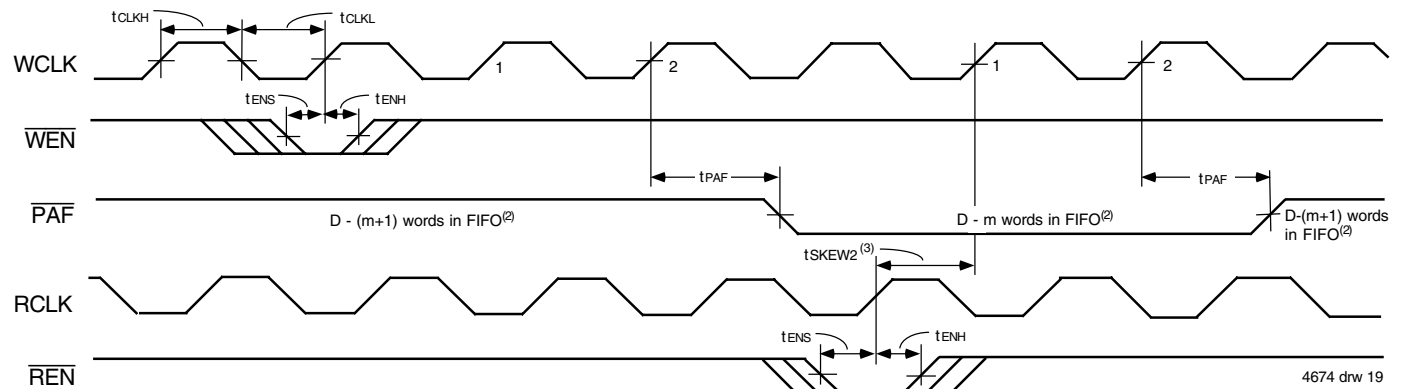 tCLKH
tCLKL
WCLK
1
2
1
2
tENS
tENH
WEN
tPAF
tPAF
PAF
D - (m+1) words in FIFO(2)
D - m words in FIFO(2)
D-(m+1) words
in FIFO(2)
tSKEW2 (3)
RCLK
tENS
tENH
REN
4674 drw 19